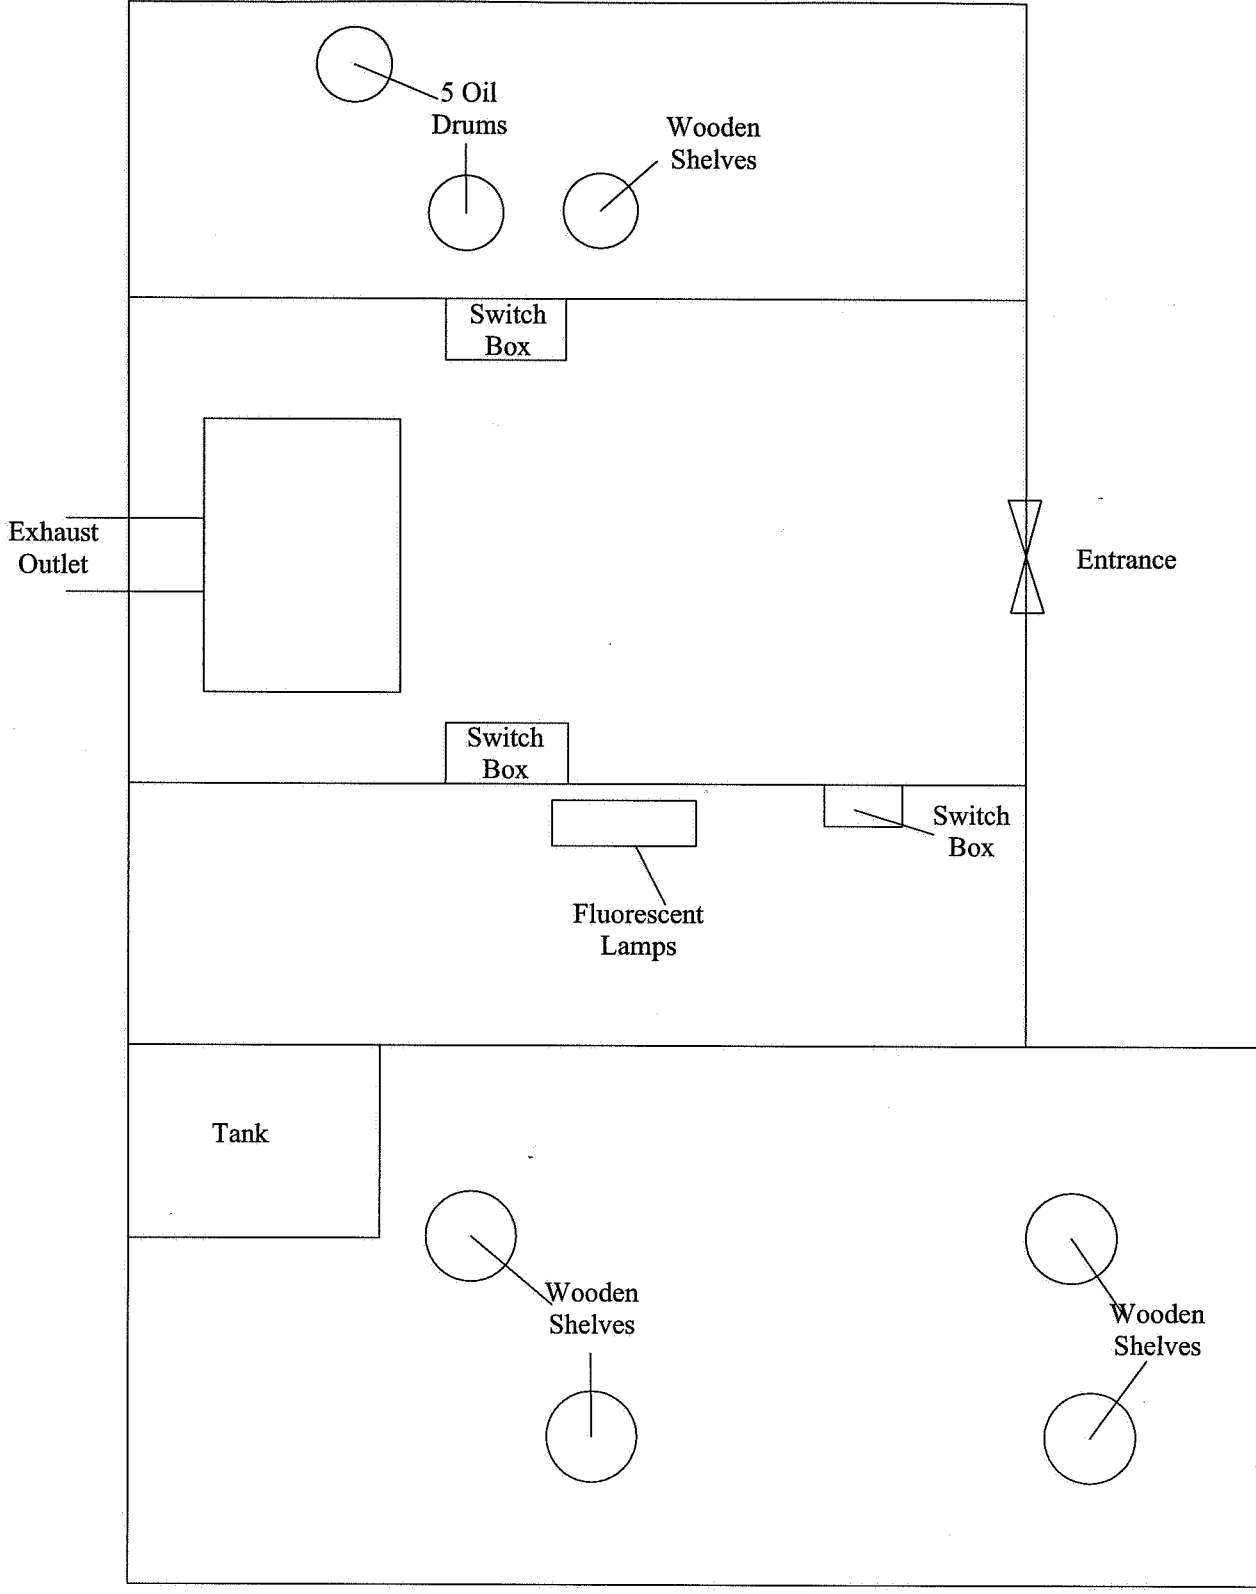 5 Oil
Drums
Wooden
Shelves
Switch
Box
Exhaust
Outlet
Entrance
Switch
Box
Switch
Box
Fluorescent
Lamps
Tank
Wooden
Shelves
Wooden
Shelves